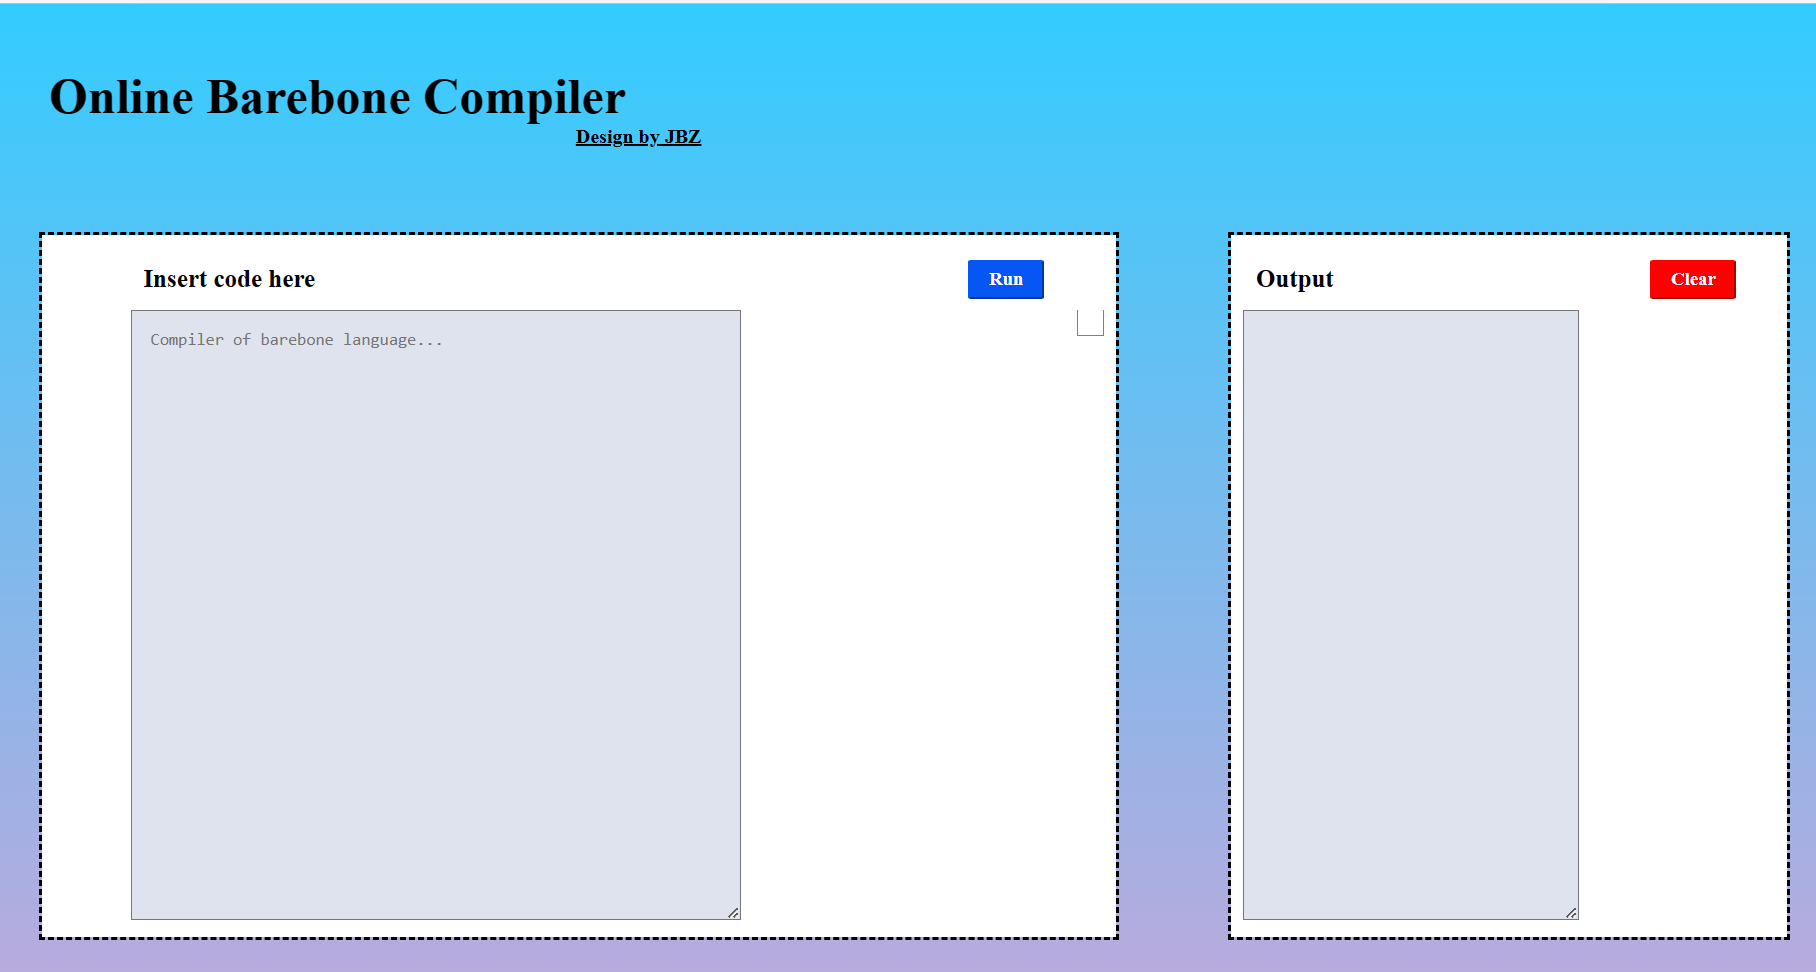 Online Barebone Compiler
Design by JBZ
Insert code here
Run
Compiler of barebone language...
Output
Clear